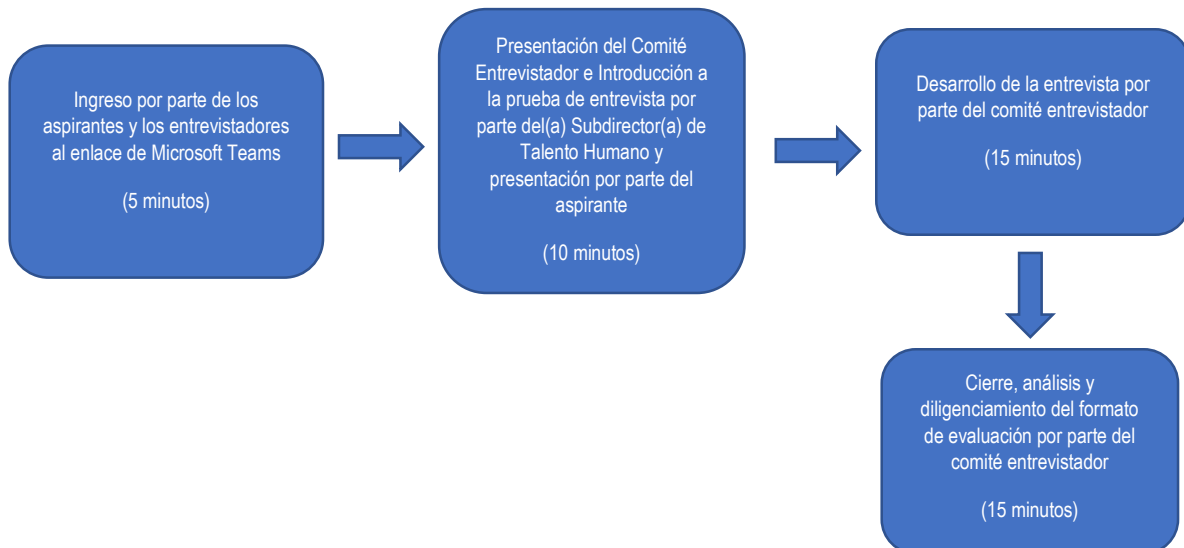 Ingreso por parte de los
aspirantes y los entrevistadores
al enlace de Microsoft Teams
(5 minutos)
Presentación del Comité
Entrevistador e Introducción a
la prueba de entrevista por
parte del(a) Subdirector(a) de
Talento Humano y
presentación por parte del
aspirante
(10 minutos)
Desarrollo de la entrevista por
parte del comité entrevistador
(15 minutos)
Cierre, análisis y
diligenciamiento del formato
de evaluación por parte del
comité entrevistador
(15 minutos)